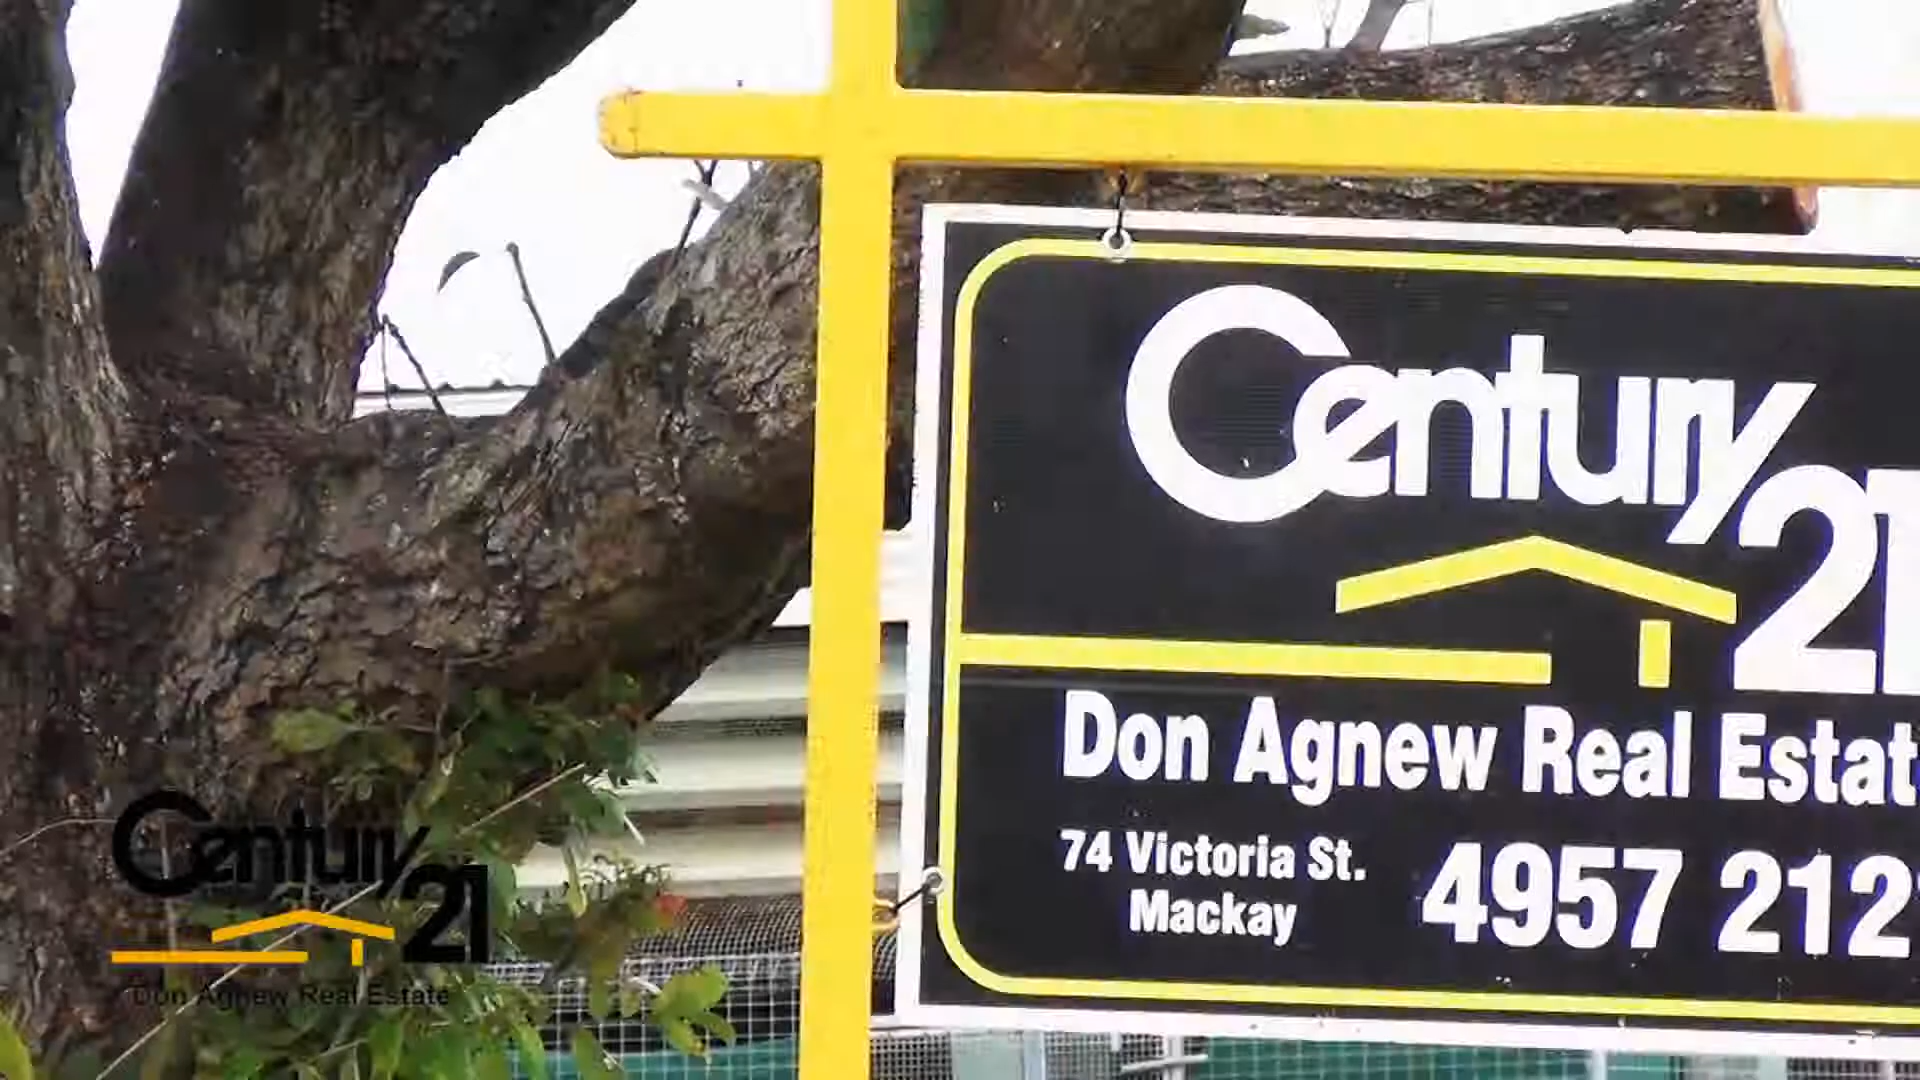 Century 21
Don Agnew Real Estat
74 Victoria St.
Mackay
4957 212
Century 21
Don Agnew Real Estate